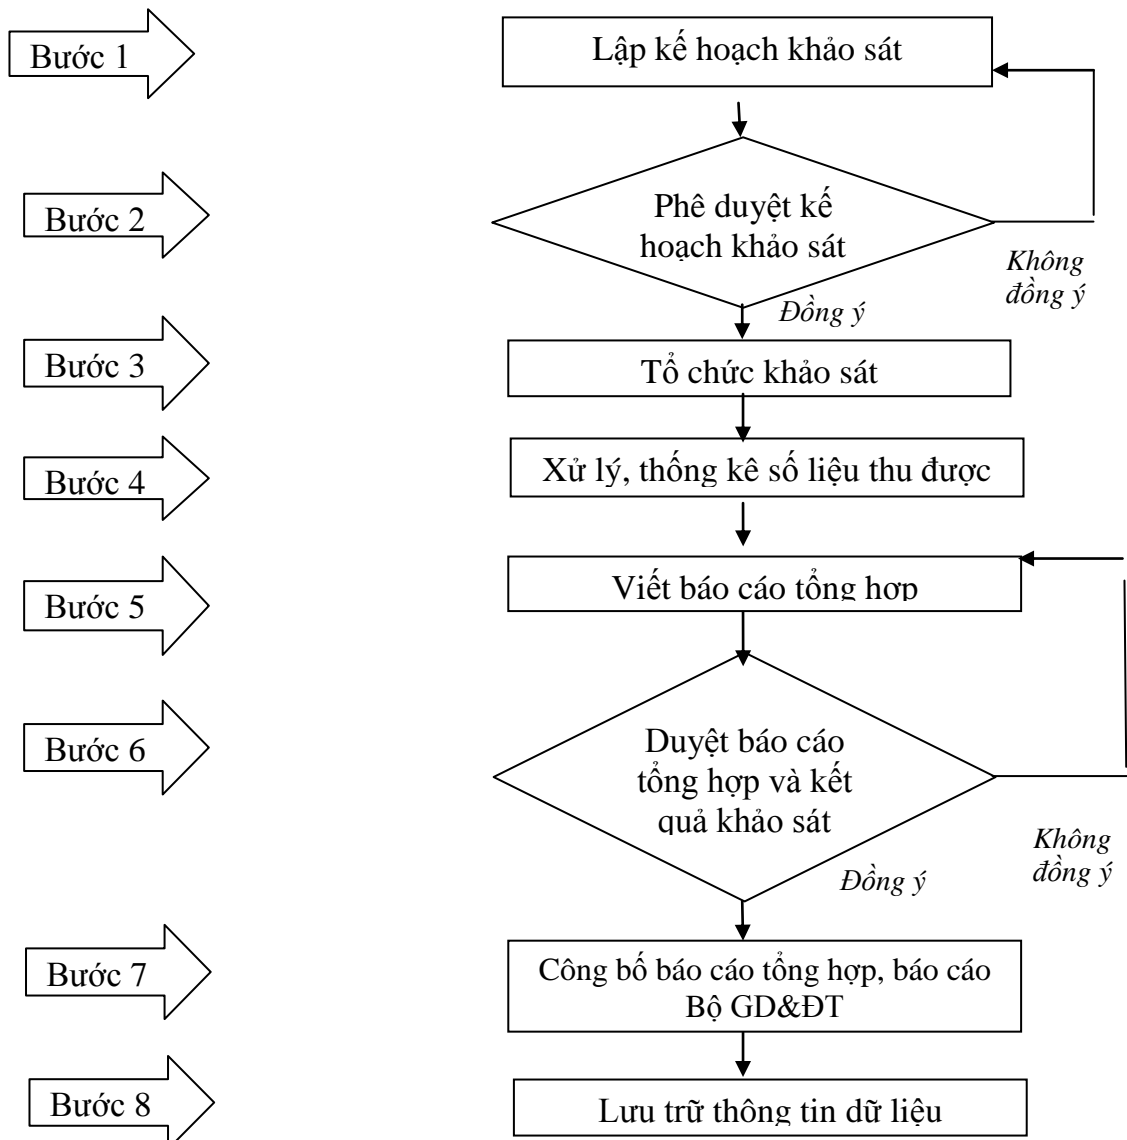 Bước 1
Lập kế hoạch khảo sát
Bước 2
Phê duyệt kế
hoạch khảo sát
Không
đồng ý
Đồng ý
Bước 3
Tổ chức khảo sát
Bước 4
Xử lý, thống kê số liệu thu được
Bước 5
Viết báo cáo tổng hợp
Bước 6
Duyệt báo cáo
tổng hợp và kết
quả khảo sát
Không
đồng ý
Đồng ý
Bước 7
Công bố báo cáo tổng hợp, báo cáo
Bộ GD&ĐT
Bước 8
Lưu trữ thông tin dữ liệu